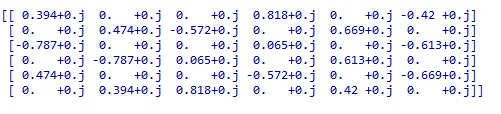 [[ 0.394+0.j  0.   +0.j  0.   +0.j  0.818+0.j  0.   +0.j -0.42 +0.j]
 [ 0.   +0.j  0.474+0.j -0.572+0.j  0.   +0.j  0.669+0.j  0.   +0.j]
 [-0.787+0.j  0.   +0.j  0.   +0.j  0.065+0.j  0.   +0.j -0.613+0.j]
 [ 0.   +0.j -0.787+0.j  0.065+0.j  0.   +0.j  0.613+0.j  0.   +0.j]
 [ 0.474+0.j  0.   +0.j  0.   +0.j -0.572+0.j  0.   +0.j -0.669+0.j]
 [ 0.   +0.j  0.394+0.j  0.818+0.j  0.   +0.j  0.42 +0.j  0.   +0.j]]